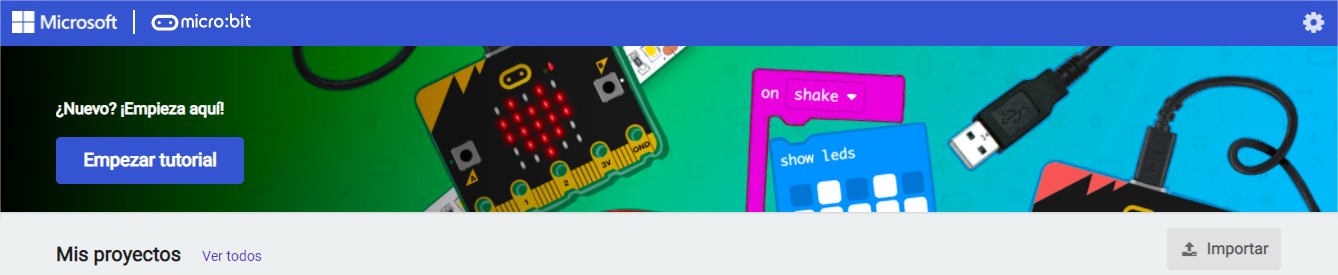 Microsoft micro:bit
¿Nuevo? ¡Empieza aquí!
Empezar tutorial
on shake
show leds
A
B
1
2
3V
GND
Mis proyectos Ver todos
Importar